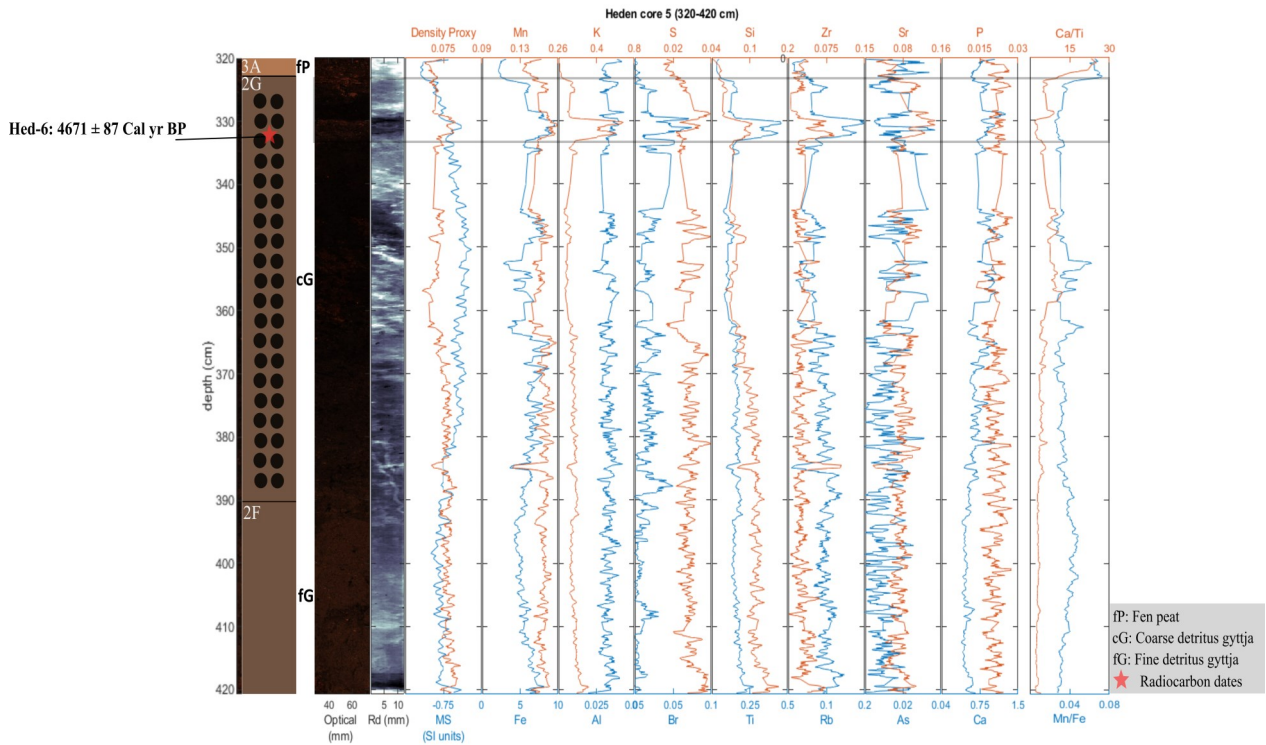 Heden core 5 (320-420 cm)
Density Proxy Mn K S Si Zr Sr P Ca/Ti
0.075 0.09 0.13 0.26 0.4 0.8 0.02 0.04 0.1 0.2 0.075 0.15 0.08 0.16 0.015 0.03 15 30
320 3A fP 0
2G
330
Hed-6: 4671 ± 87 Cal yr BP
340
350
cG
360
depth (cm)
370
380
390
2F
400
fG
410
fP: Fen peat
cG: Coarse detritus gyttja
fG: Fine detritus gyttja
Radiocarbon dates
420
40 60 5 10 -0.75 0 5 10 0.025 0.05 0.05 0.1 0.25 0.5 0.1 0.2 0.02 0.04 0.75 1.5 0.04 0.08
Optical Rd (mm) MS Fe Al Br Ti Rb As Ca Mn/Fe
(mm) (SI units)